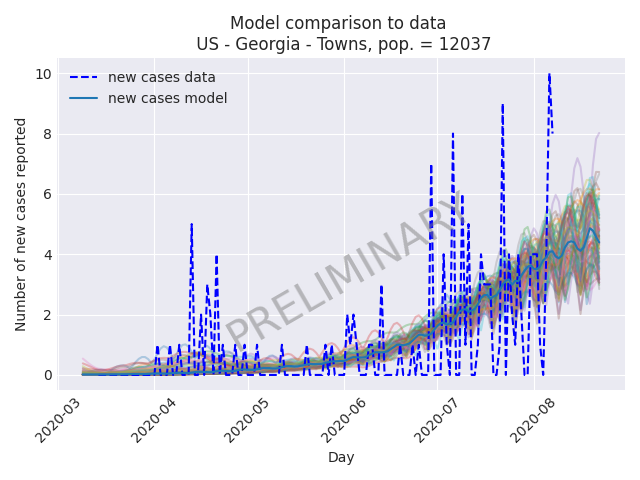 Model comparison to data
US - Georgia - Towns, pop. = 12037
new cases data
new cases model
PRELIMINARY
Number of new cases reported
10
8
6
4
2
0
2020-03
2020-04
2020-05
2020-06
2020-07
2020-08
Day